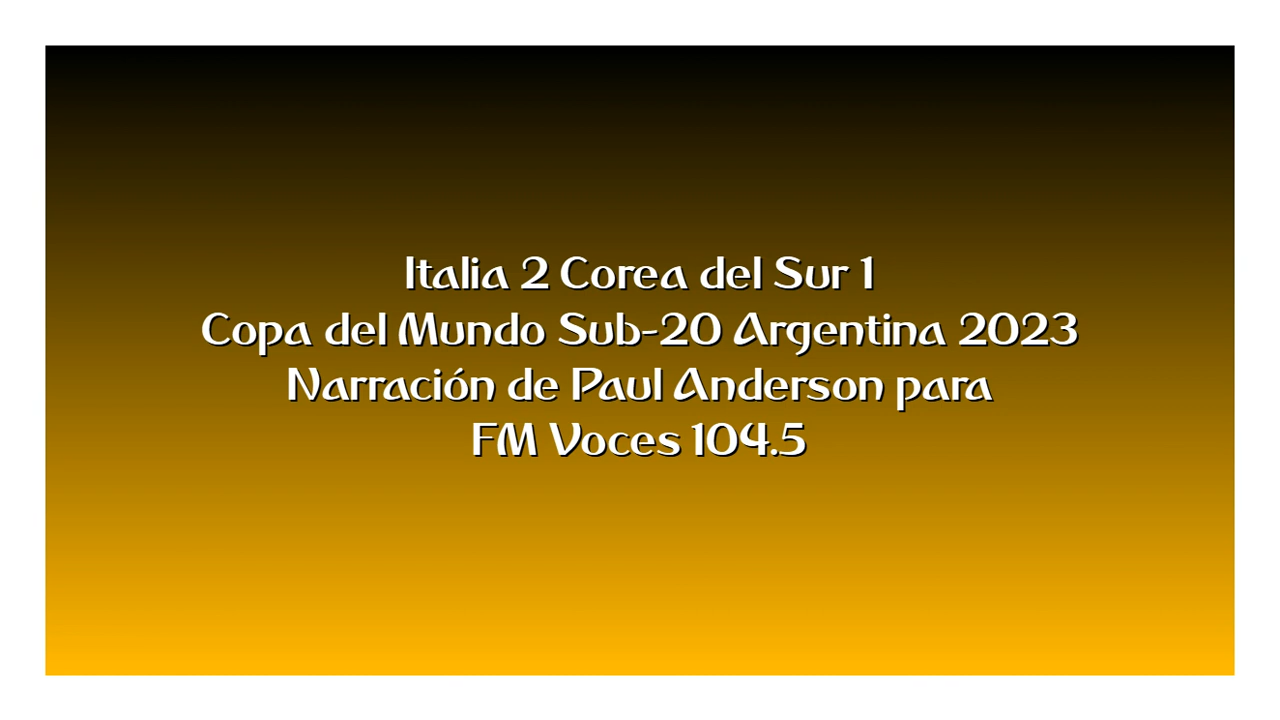 Italia 2 Corea del Sur 1
Copa del Mundo Sub-20 Argentina 2023
Narración de Paul Anderson para
FM Voces 104.5